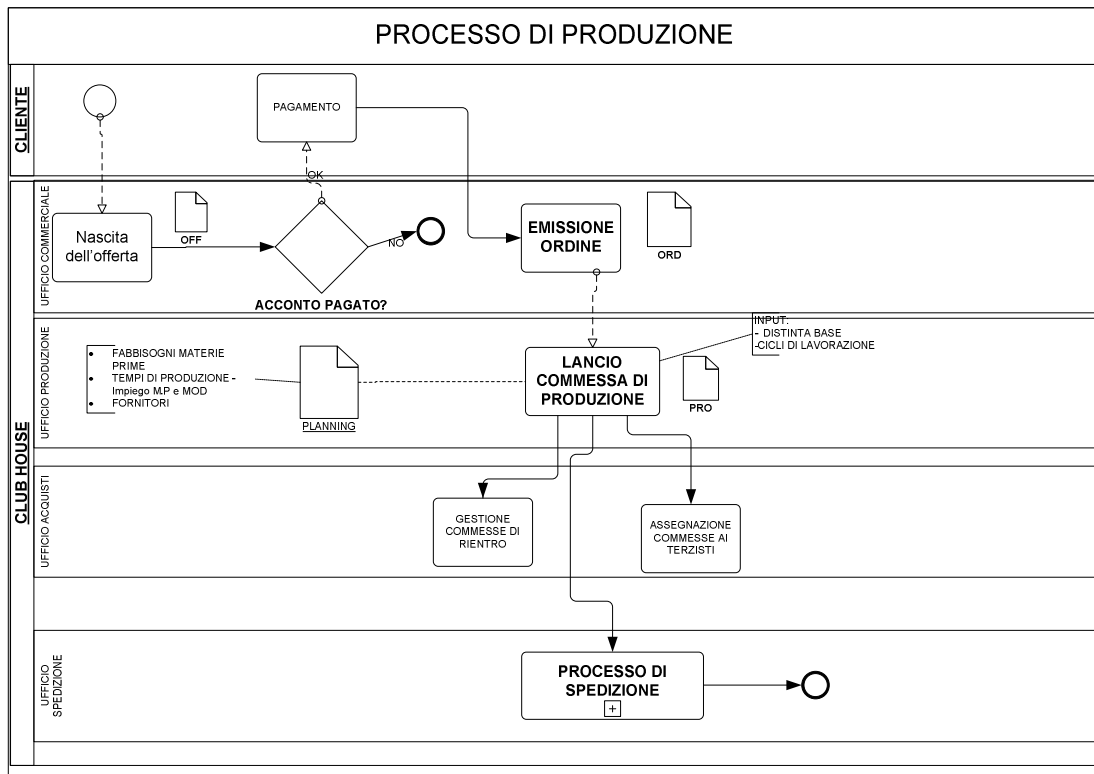 PROCESSO DI PRODUZIONE
CLIENTE
PAGAMENTO
OK
CLUB HOUSE
UFFICIO COMMERCIALE
Nascita
dell'offerta
OFF
NO
ACCONTO PAGATO?
EMISSIONE
ORDINE
ORD
UFFICIO PRODUZIONE
• FABBISOGNI MATERIE
PRIME
• TEMPI DI PRODUZIONE -
Impiego M.P e MOD
• FORNITORI
PLANNING
LANCIO
COMMESSA DI
PRODUZIONE
PRO
INPUT:
- DISTINTA BASE
-CICLI DI LAVORAZIONE
UFFICIO ACQUISTI
GESTIONE
COMMESSE DI
RIENTRO
ASSEGNAZIONE
COMMESSE AI
TERZISTI
UFFICIO
SPEDIZIONE
PROCESSO DI
SPEDIZIONE
+